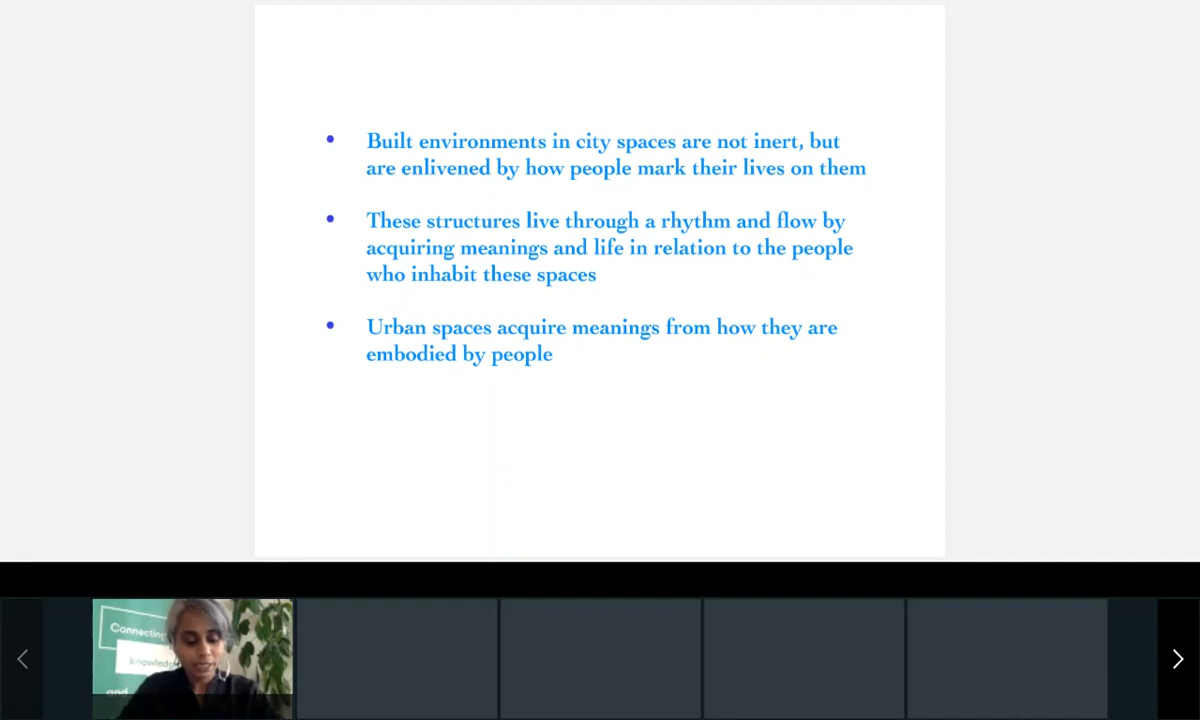 Built environments in city spaces are not inert, but
are enlivened by how people mark their lives on them
These structures live through a rhythm and flow by
acquiring meanings and life in relation to the people
who inhabit these spaces
Urban spaces acquire meanings from how they are
embodied by people
Connecting
knowledge
and